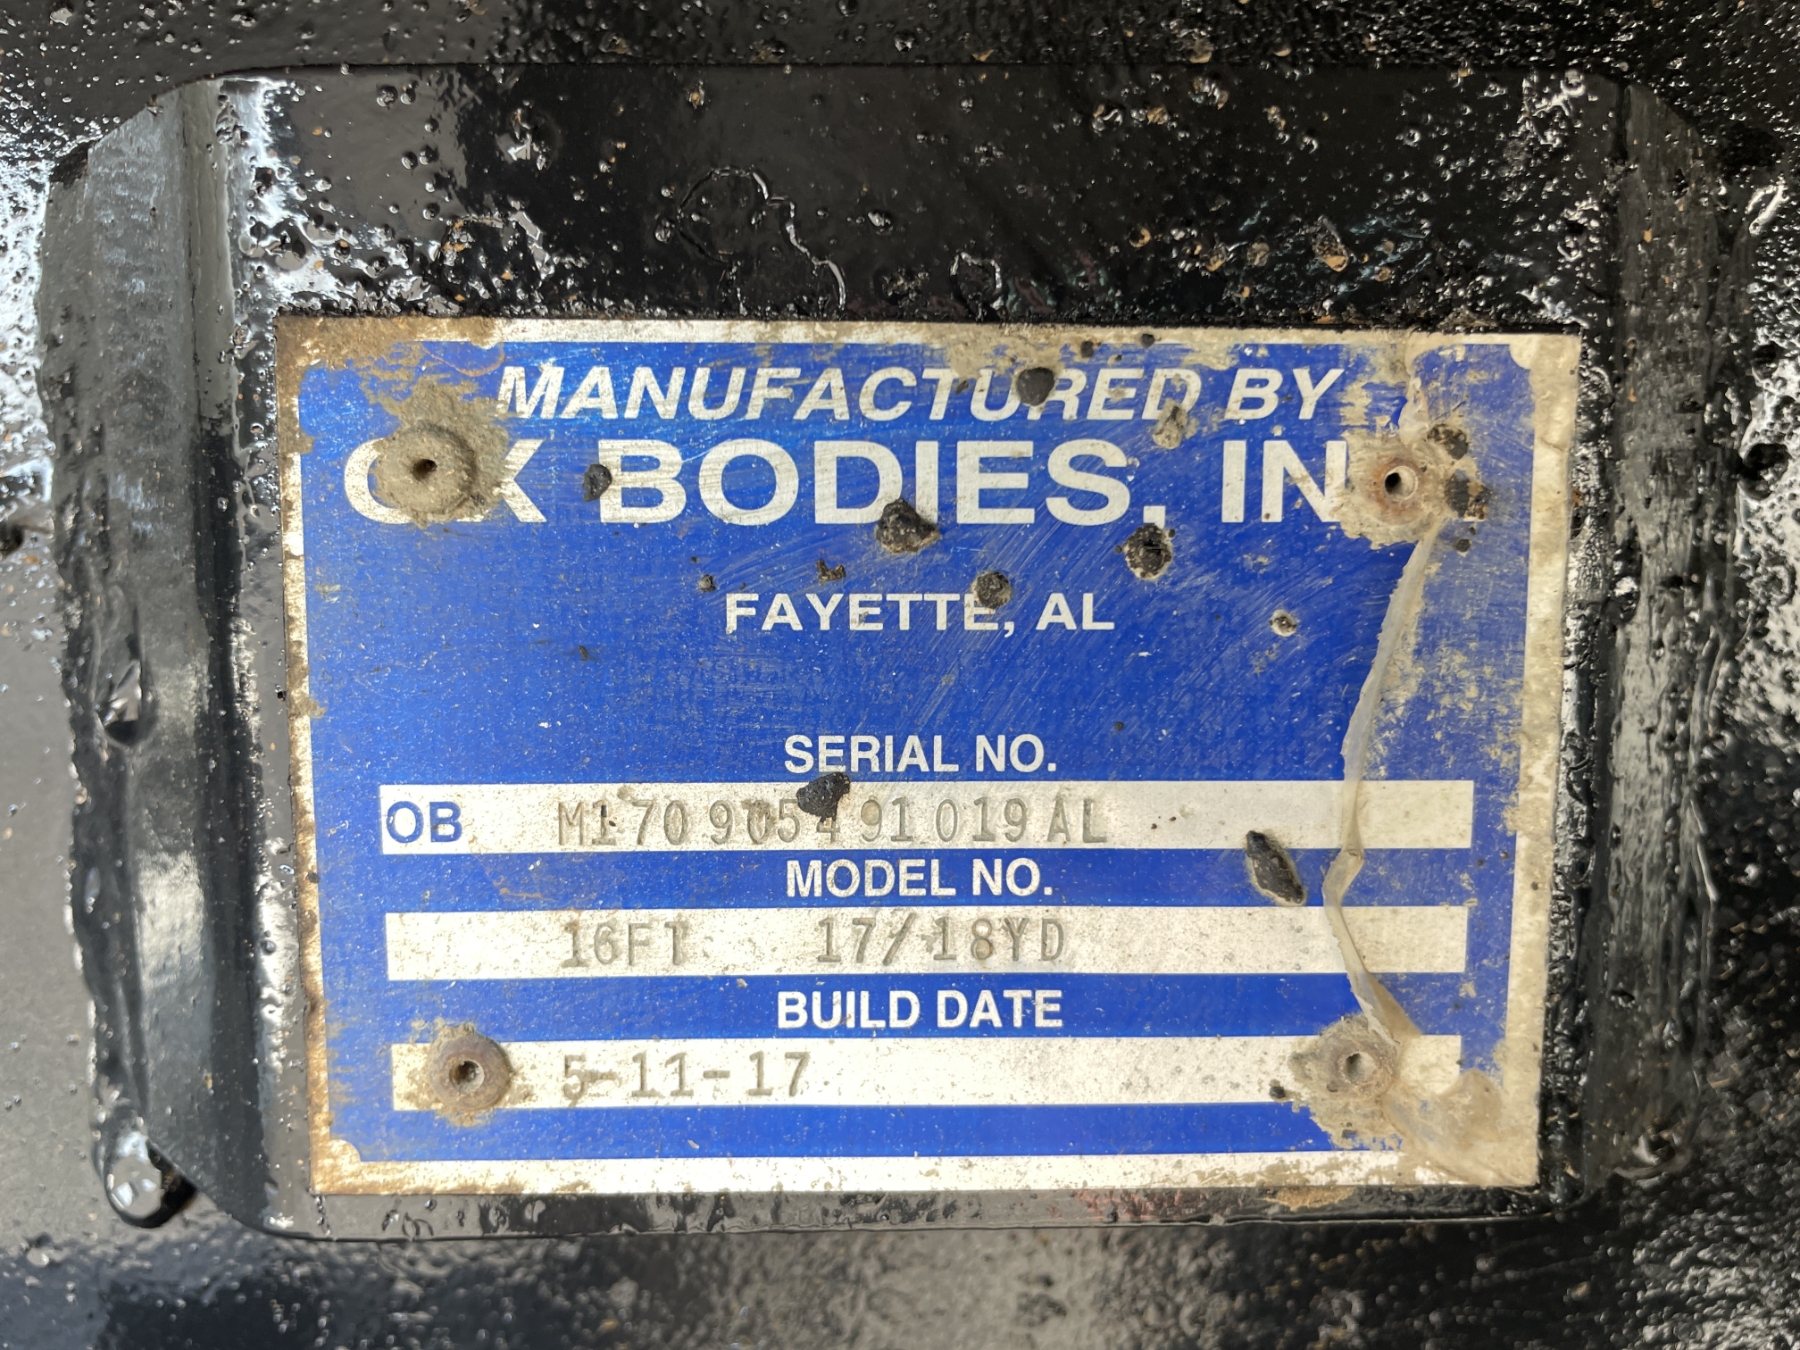 MANUFACTURED BY
OX BODIES, IN
FAYETTE, AL
SERIAL NO.
OB M170905491019AL
MODEL NO.
16FT 17/18YD
BUILD DATE
5-11-17